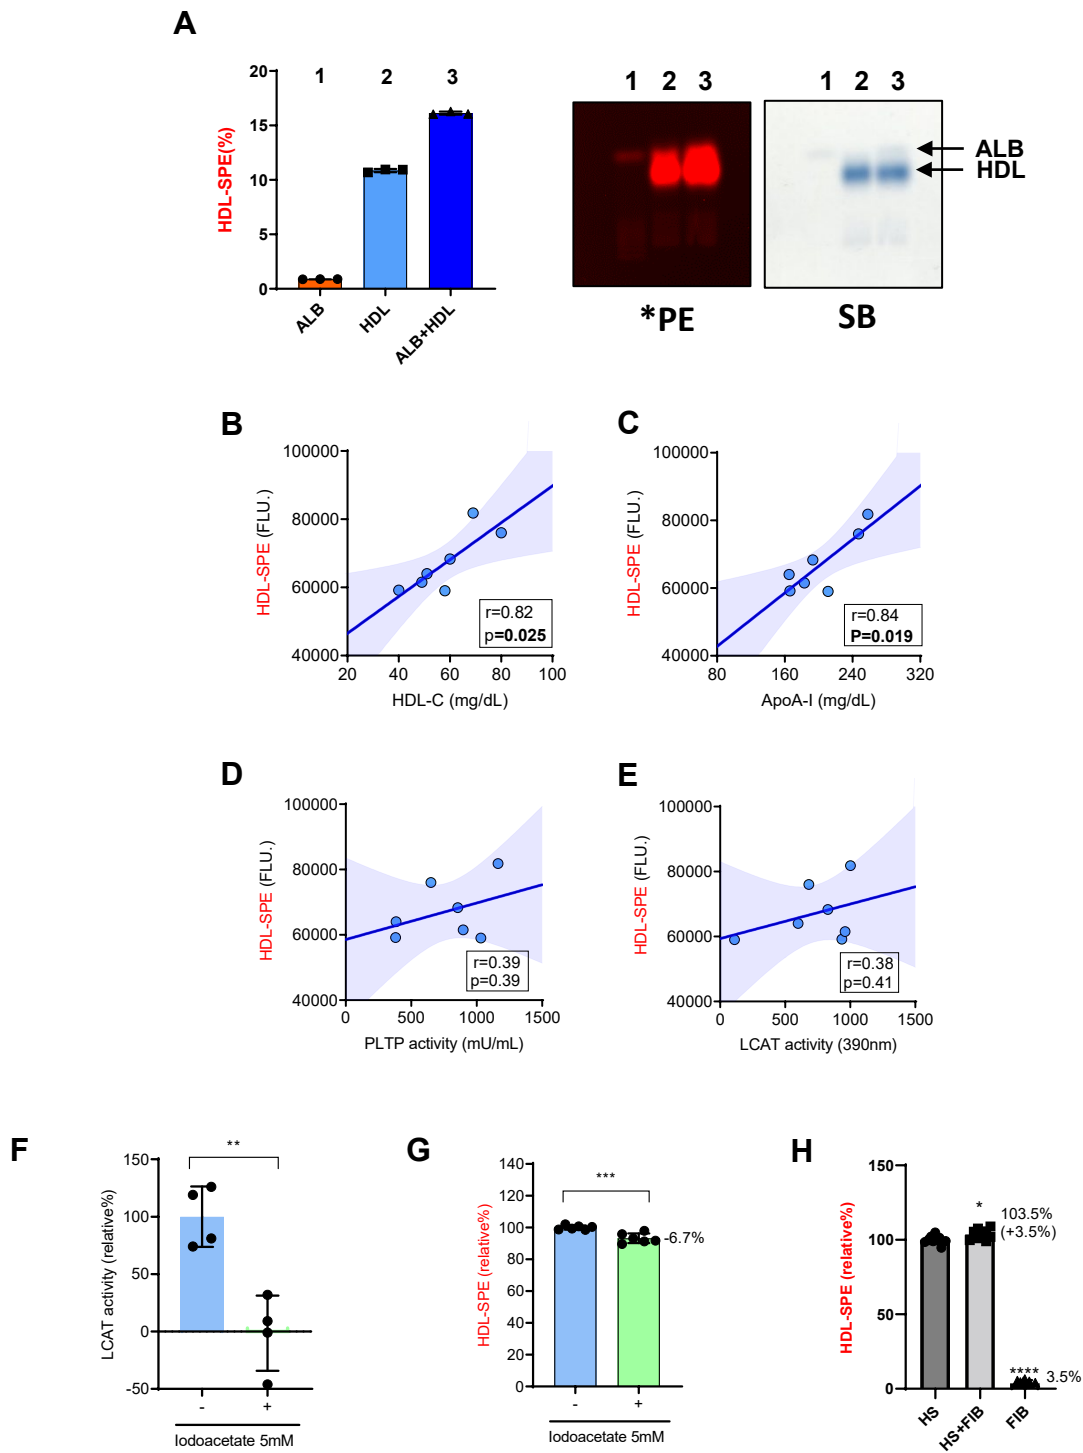 A
HDL-SPE(%)
20
15
10
5
0
1 2 3
ALB
HDL
ALB+HDL
1 2 3
*PE
1 2 3
SB
ALB
HDL
B
HDL-SPE (FLU.)
100000
80000
60000
40000
20 40 60 80 100
HDL-C (mg/dL)
r=0.82
p=0.025
C
HDL-SPE (FLU.)
100000
80000
60000
40000
80 160 240 320
ApoA-I (mg/dL)
r=0.84
P=0.019
D
HDL-SPE (FLU.)
100000
80000
60000
40000
0 500 1000 1500
PLTP activity (mU/mL)
r=0.39
p=0.39
E
HDL-SPE (FLU.)
100000
80000
60000
40000
0 500 1000 1500
LCAT activity (390nm)
r=0.38
p=0.41
F
LCAT activity (relative%)
150
100
50
0
-50
**
- +
Iodoacetate 5mM
G
HDL-SPE (relative%)
140
120
100
80
60
40
20
0
***
-6.7%
- +
Iodoacetate 5mM
H
HDL-SPE (relative%)
150
100
50
0
*
103.5%
(+3.5%)
****
3.5%
HS
HS+FIB
FIB